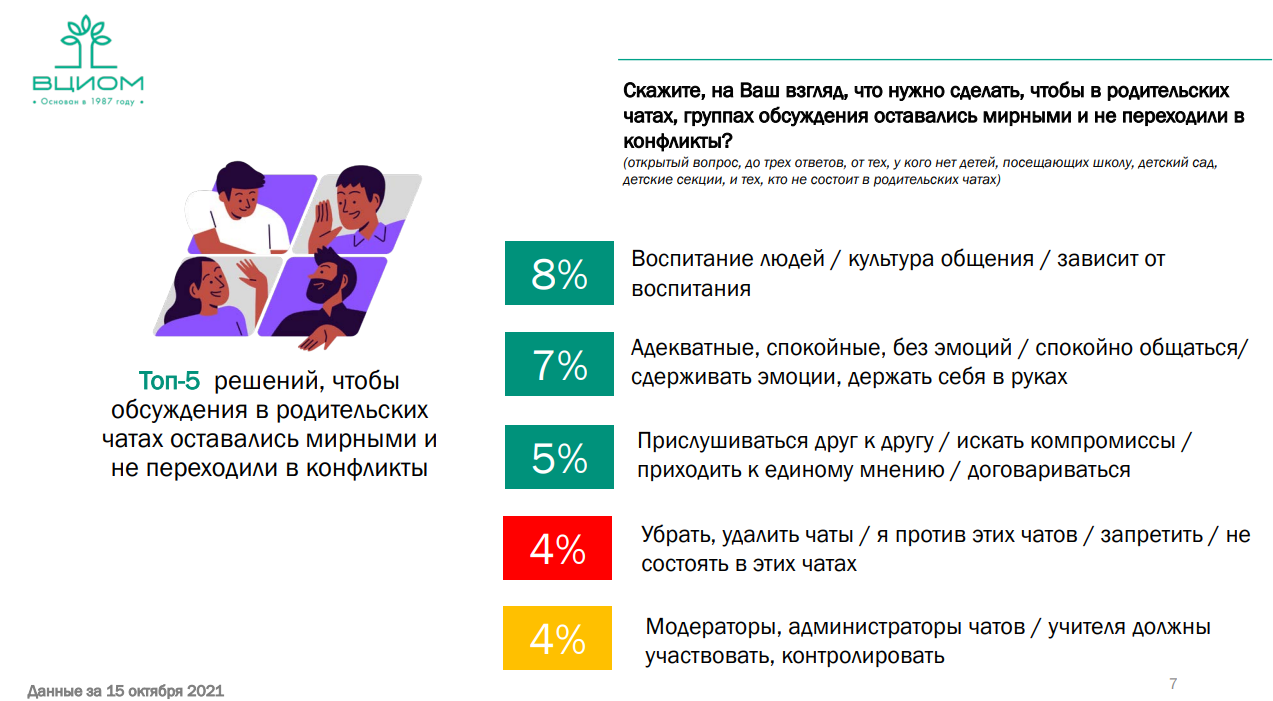 ВЦИОМ
• Основан в 1987 году •
Скажите, на Ваш взгляд, что нужно сделать, чтобы в родительских
чатах, группах обсуждения оставались мирными и не переходили в
конфликты?
(открытый вопрос, до трех ответов, от тех, у кого нет детей, посещающих школу, детский сад,
детские секции, и тех, кто не состоит в родительских чатах)
Топ-5 решений, чтобы
обсуждения в родительских
чатах оставались мирными и
не переходили в конфликты
8%
Воспитание людей / культура общения / зависит от
воспитания
7%
Адекватные, спокойные, без эмоций / спокойно общаться/
сдерживать эмоции, держать себя в руках
5%
Прислушиваться друг к другу / искать компромиссы /
приходить к единому мнению / договариваться
4%
Убрать, удалить чаты / я против этих чатов / запретить / не
состоять в этих чатах
4%
Модераторы, администраторы чатов / учителя должны
участвовать, контролировать
Данные за 15 октября 2021
7